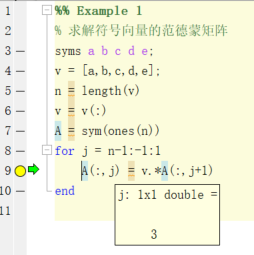 1 %% Example 1
2 % 求解符号向量的范德蒙矩阵
3 — syms a b c d e;
4 — v = [a,b,c,d,e];
5 — n = length(v)
6 — v = v(:)
7 — A = sym(ones(n))
8 — for j = n-1:-1:1
9 A(:,j) = v.*A(:,j+1)
10 — end
11
j: 1x1 double =
3